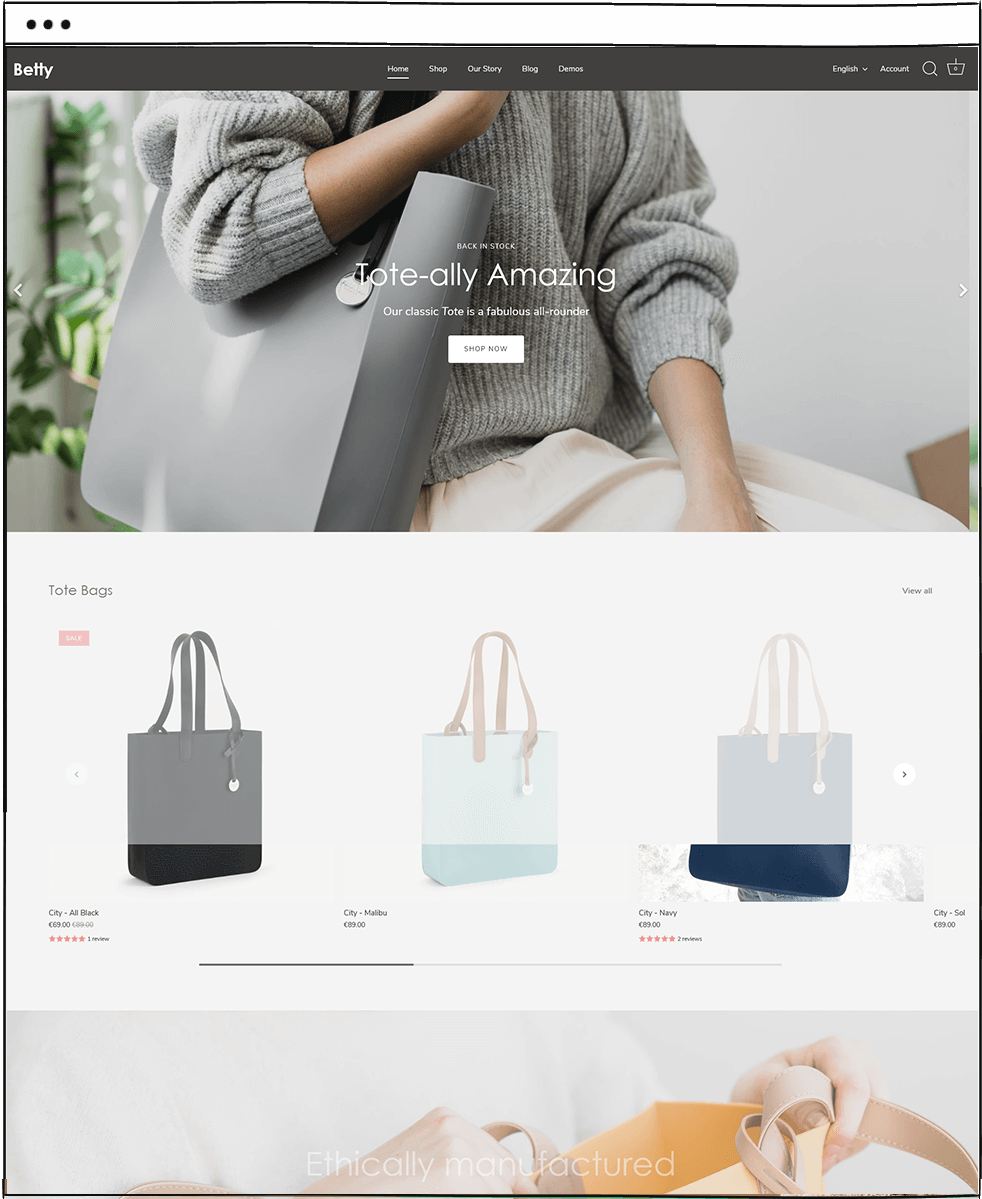 Betty
Home Shop Our Story Blog Demos
English Account 0
BACK IN STOCK
Tote-ally Amazing
Our classic Tote is a fabulous all-rounder
SHOP NOW
Tote Bags
View all
SALE
City - All Black
€69.00 €89.00
1 review
City - Malibu
€89.00
City - Navy
€89.00
2 reviews
City - Sol
€89.00
Ethically manufactured